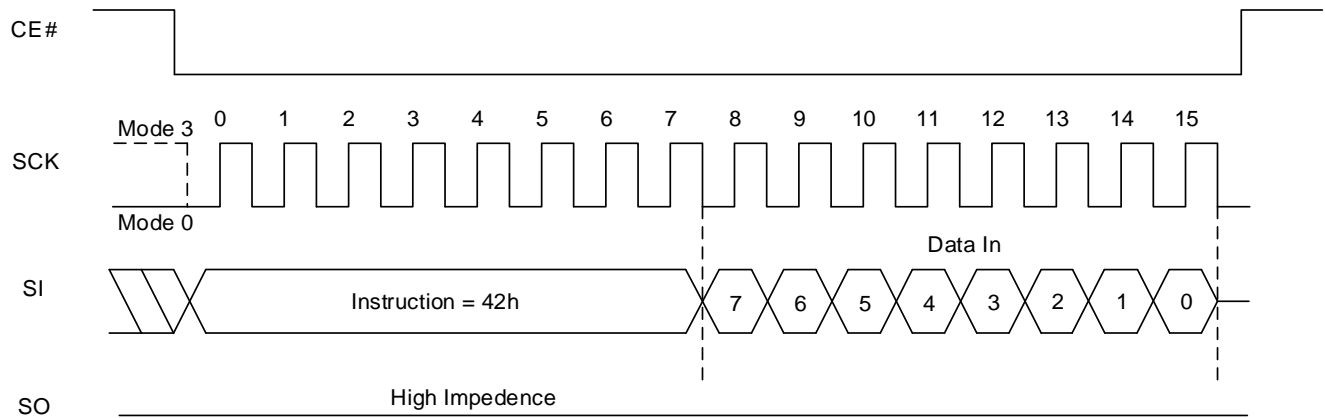 CE#
0 1 2 3 4 5 6 7 8 9 10 11 12 13 14 15
Mode 3
SCK
Mode 0
Data In
SI
Instruction = 42h
7 6 5 4 3 2 1 0
High Impedence
SO